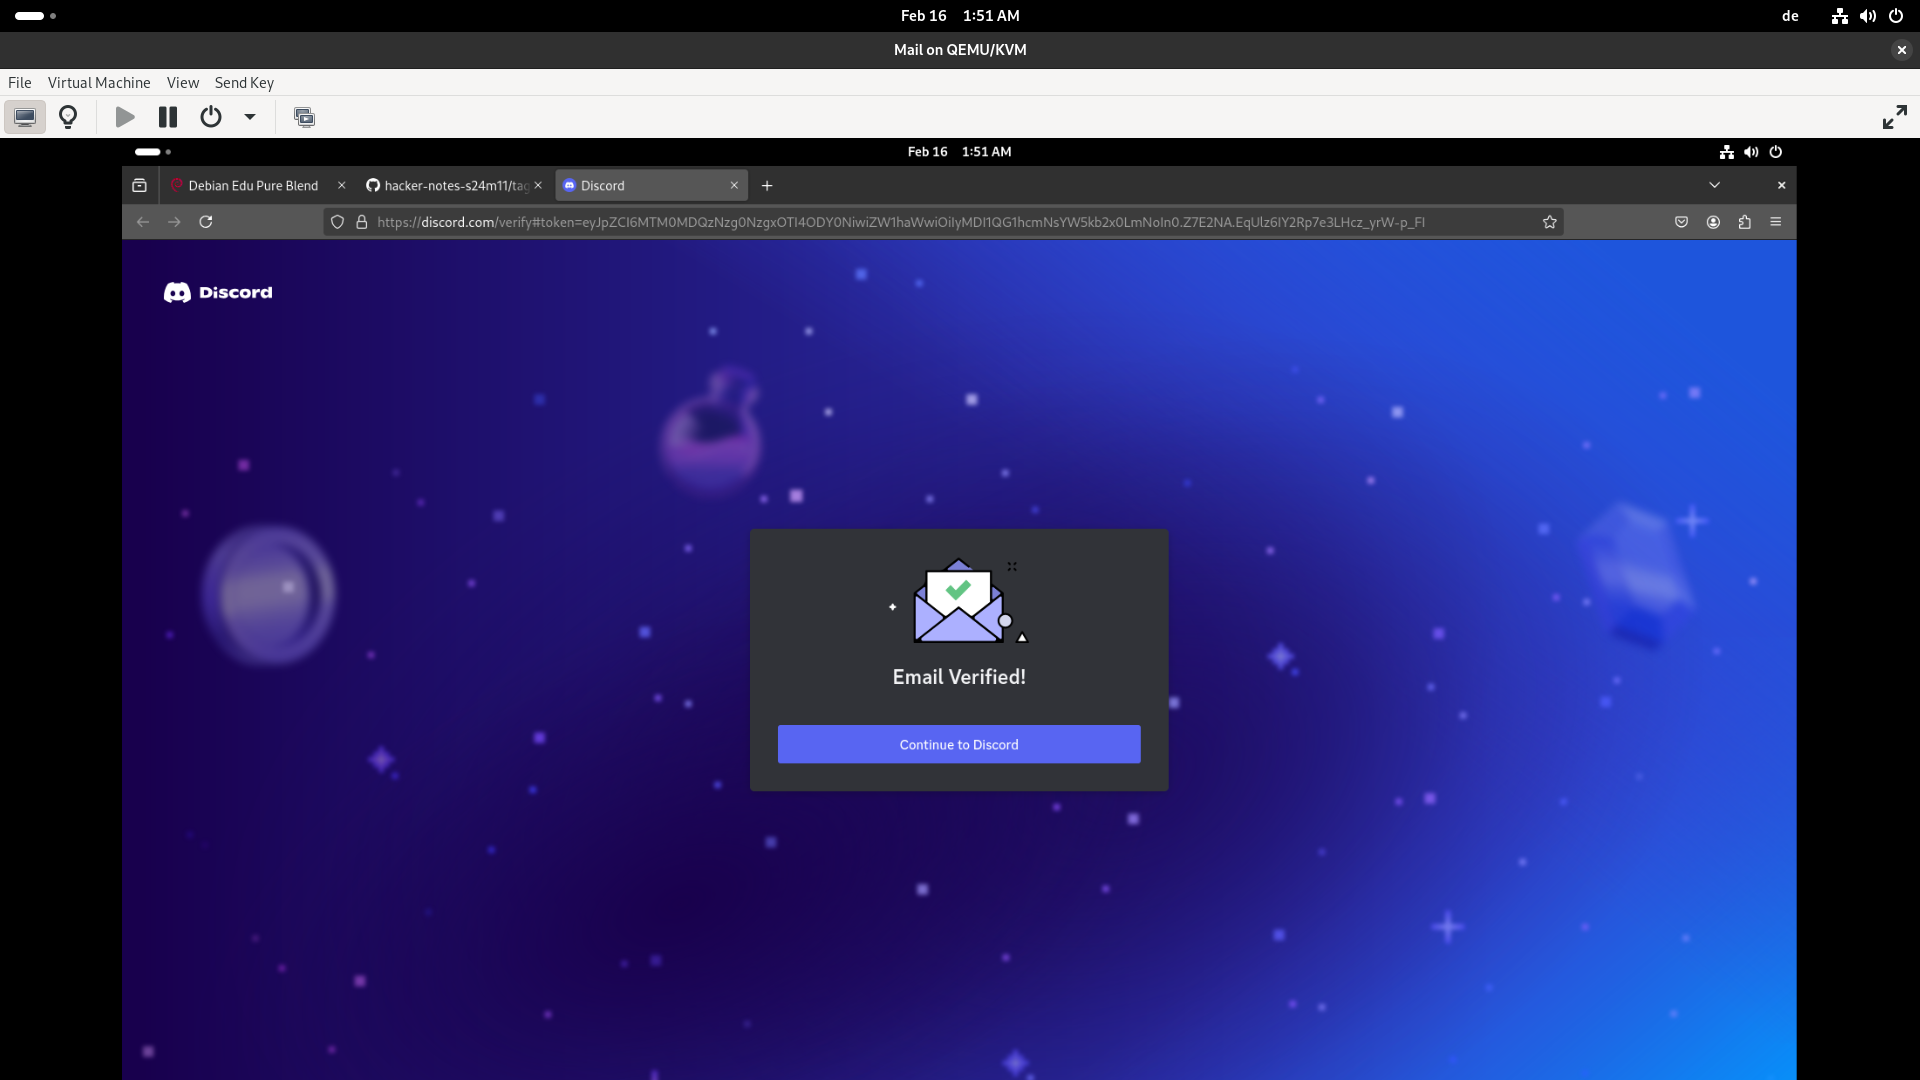 Feb 16 1:51 AM
de
Mail on QEMU/KVM
File Virtual Machine View Send Key
Feb 16 1:51 AM
Debian Edu Pure Blend
hacker-notes-s24m11/tag
Discord
https://discord.com/verify#token=eyJpZCI6MTM0MDQzNzg0NzgxOTI4ODY0NiwiZW1haWwiOiIyMDI1QG1hcmNsYW5kb2x0LmNoIn0.Z7E2NA.EqUlz6IY2Rp7e3LHcz_yrW-p_FI
Discord
Email Verified!
Continue to Discord